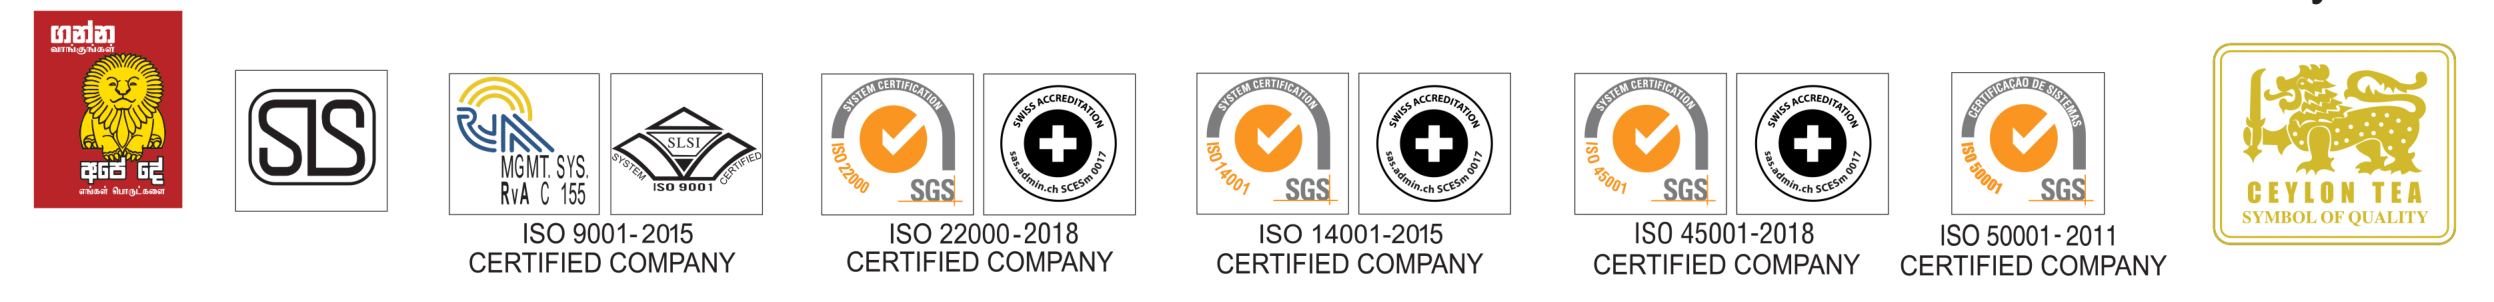 ගන්න
வாங்குங்கள்
අපේ දේ
எங்கள் பொருட்களை
SLS
MGMT. SYS.
RvA C 155
SLSI
SYSTEM CERTIFIED
ISO 9001
ISO 9001-2015
CERTIFIED COMPANY
SYSTEM CERTIFICATION
ISO 22000
SGS
SWISS ACCREDITATION
sas.admin.ch SCESm 0017
ISO 22000-2018
CERTIFIED COMPANY
SYSTEM CERTIFICATION
ISO 14001
SGS
SWISS ACCREDITATION
sas.admin.ch SCESm 0017
ISO 14001-2015
CERTIFIED COMPANY
SYSTEM CERTIFICATION
ISO 45001
SGS
SWISS ACCREDITATION
sas.admin.ch SCESm 0017
ISO 45001-2018
CERTIFIED COMPANY
CERTIFICAÇÃO DE SISTEMAS
ISO 50001
SGS
ISO 50001 - 2011
CERTIFIED COMPANY
CEYLON TEA
SYMBOL OF QUALITY